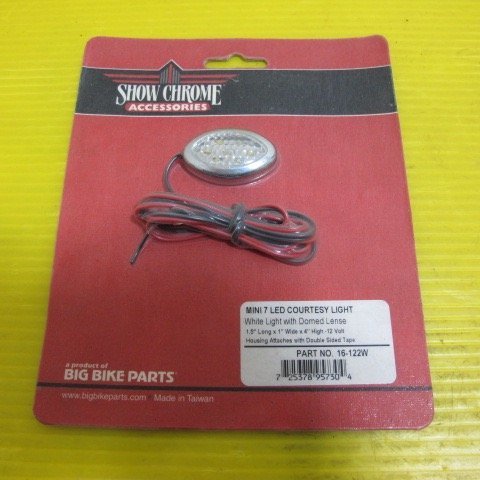 SHOW CHROME
ACCESSORIES
MINI 7 LED COURTESY LIGHT
White Light with Domed Lense
1.5" Long x 1" Wide x 4" High -12 Volt
Housing Attaches with Double Sided Tape
PART NO. 16-122W
7 25378 95730 4
a product of
BIG BIKE PARTS®
www.bigbikeparts.com • Made in Taiwan